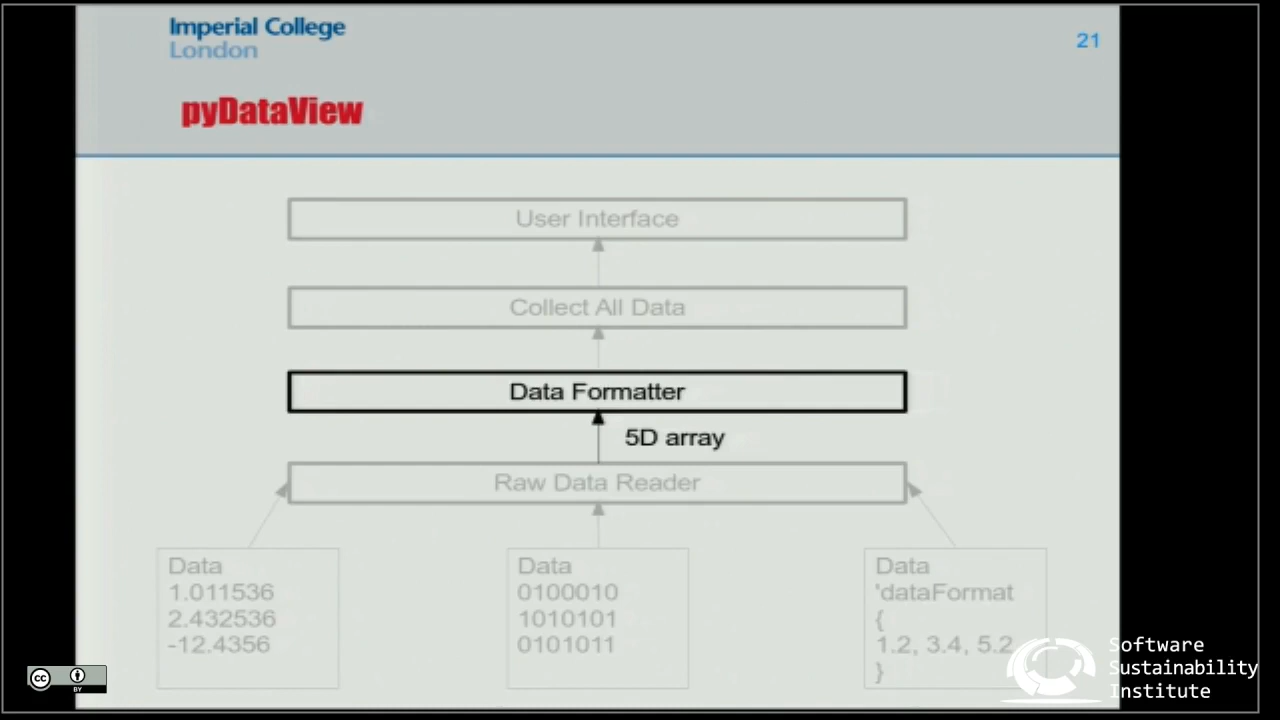 Imperial College
London
21
pyDataView
User Interface
Collect All Data
Data Formatter
5D array
Raw Data Reader
Data
1.011536
2.432536
-12.4356
Data
0100010
1010101
0101011
Data
'dataFormat
{
1.2, 3.4, 5.2
}
cc
BY
Software
Sustainability
Institute